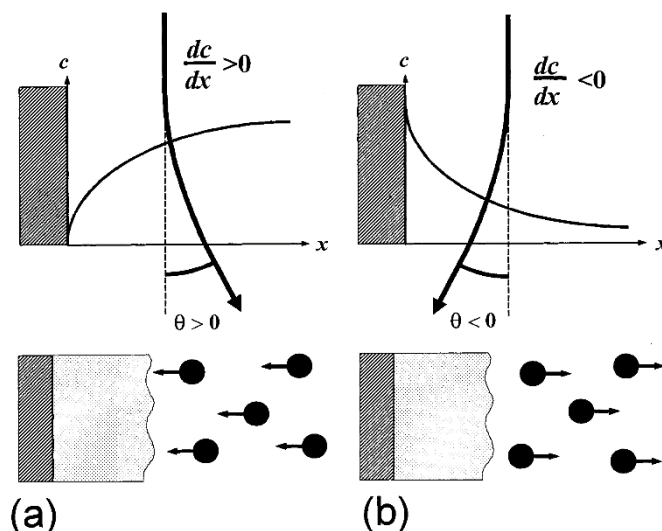 c
dc/dx >0
x
θ > 0
(a)
c
dc/dx <0
x
θ < 0
(b)